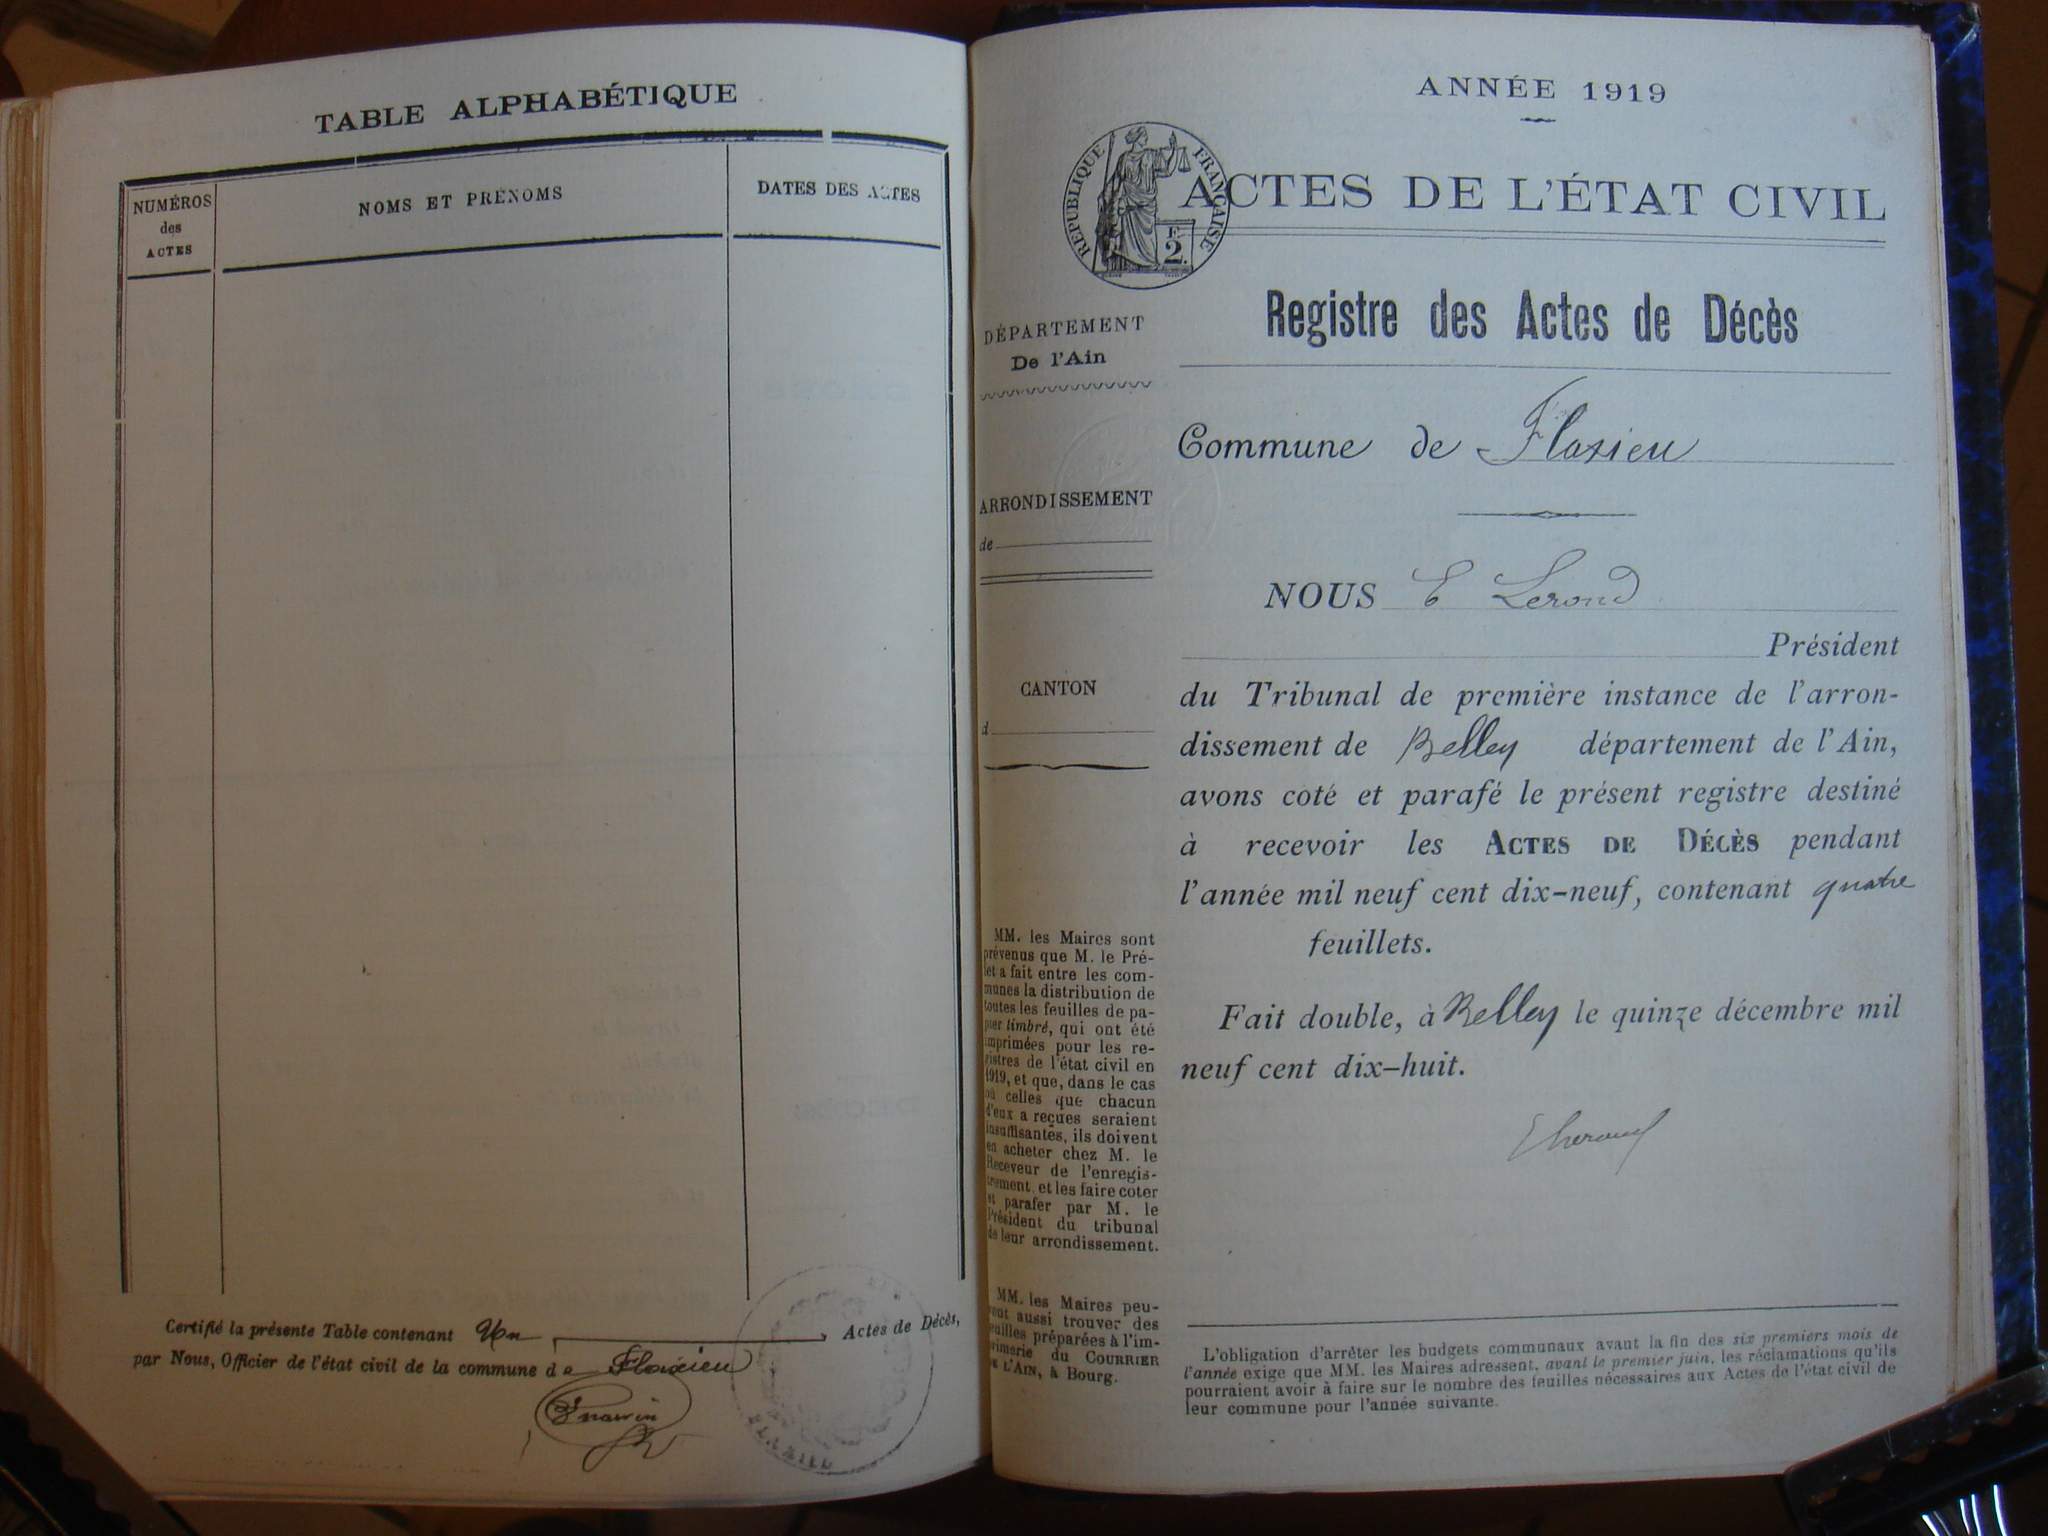 TABLE ALPHABÉTIQUE
NUMÉROS
des
ACTES
NOMS ET PRÉNOMS
DATES DES ACTES
Certifié la présente Table contenant Un, Actes de Décès,
par Nous, Officier de l'état civil de la commune de Flaxieu
ANNÉE 1919
RÉPUBLIQUE FRANÇAISE
F.
2.
ACTES DE L'ÉTAT CIVIL
Registre des Actes de Décès
DÉPARTEMENT
De l'Ain
Commune de Flaxieu
ARRONDISSEMENT
de
NOUS E Lerond
Président
CANTON
d
du Tribunal de première instance de l'arron-
dissement de Belley département de l'Ain,
avons coté et parafé le présent registre destiné
à recevoir les ACTES DE DÉCÈS pendant
l'année mil neuf cent dix-neuf, contenant quatre
feuillets.
Fait double, à Belley le quinze décembre mil
neuf cent dix-huit.
MM. les Maires sont
prévenus que M. le Pré-
fet a fait entre les com-
munes la distribution de
toutes les feuilles de pa-
pier timbré, qui ont été
imprimées pour les re-
gistres de l'état civil en
1919, et que, dans le cas
où celles que chacun
d'eux a reçues seraient
insuffisantes, ils doivent
en acheter chez M. le
Receveur de l'enregis-
trement, et les faire coter
et parafer par M. le
Président du tribunal
de leur arrondissement.
MM. les Maires peu-
vent aussi trouver des
feuilles préparées à l'im-
primerie du COURRIER
DE L'AIN, à Bourg.
L'obligation d'arrêter les budgets communaux avant la fin des six premiers mois de
l'année exige que MM. les Maires adressent, avant le premier juin, les réclamations qu'ils
pourraient avoir à faire sur le nombre des feuilles nécessaires aux Actes de l'état civil de
leur commune pour l'année suivante.